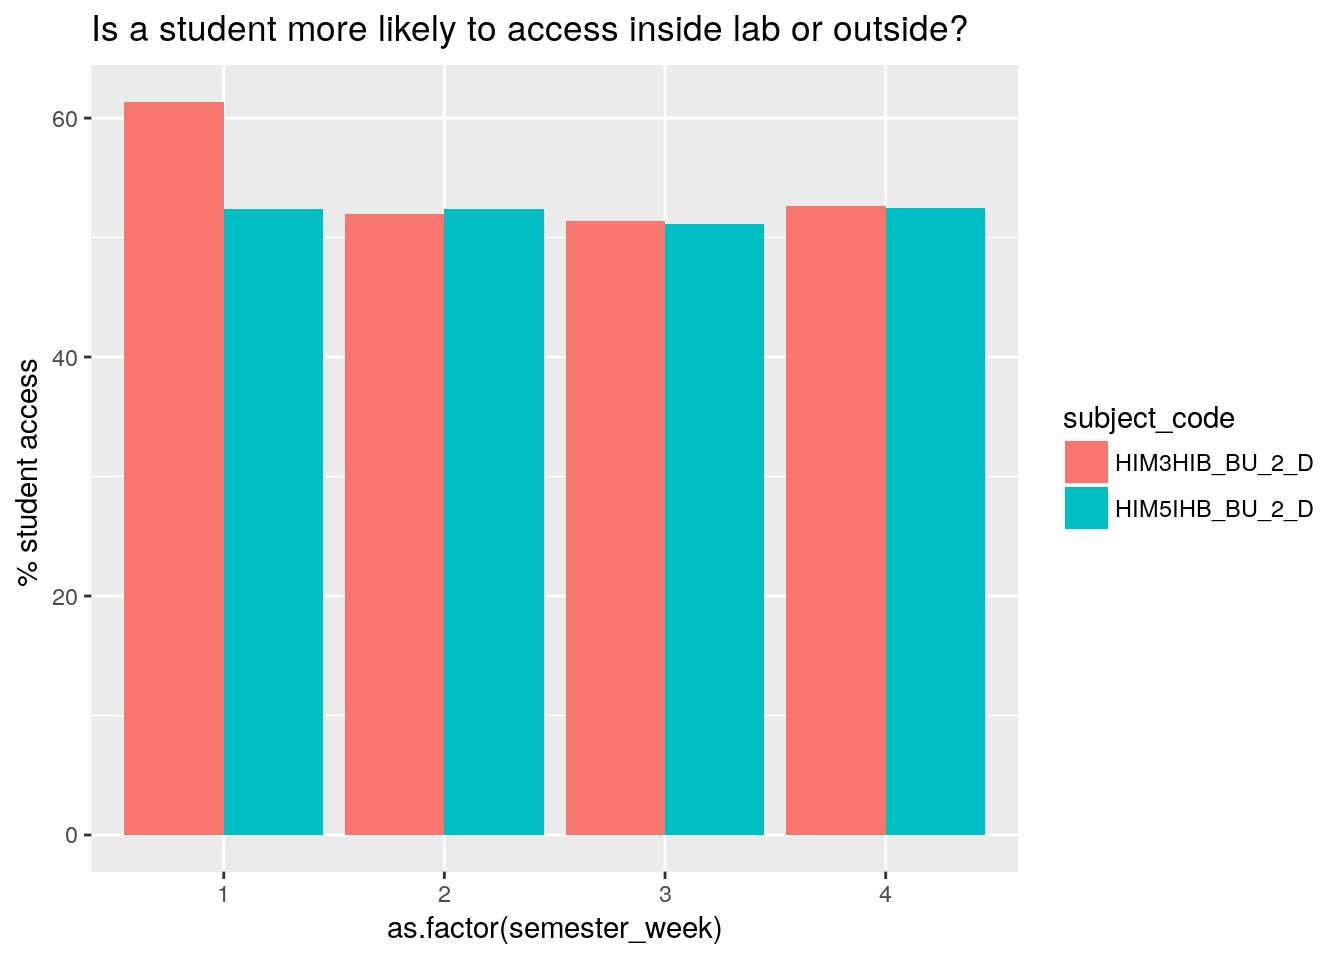 Is a student more likely to access inside lab or outside?
60
40
20
0
% student access
1 2 3 4
as.factor(semester_week)
subject_code
HIM3HIB_BU_2_D
HIM5IHB_BU_2_D